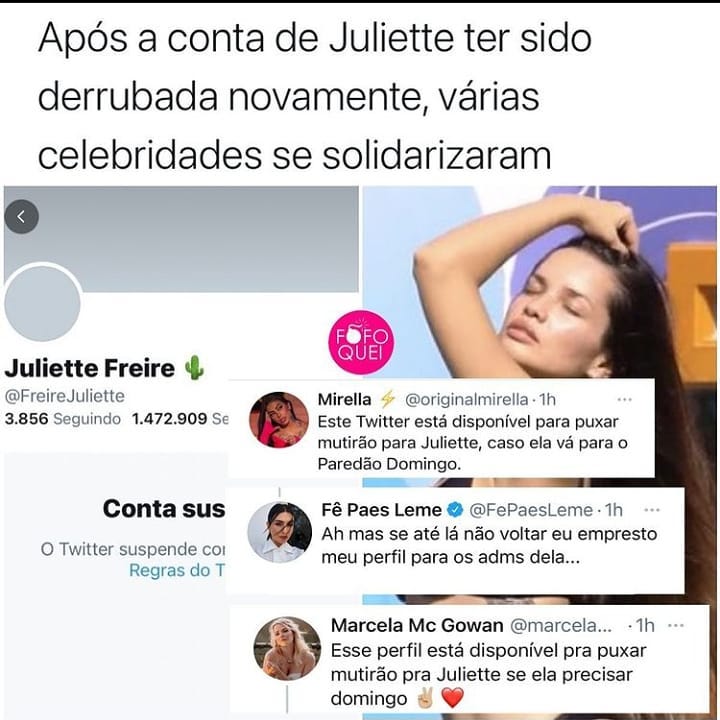 Após a conta de Juliette ter sido
derrubada novamente, várias
celebridades se solidarizaram
Juliette Freire 🌵
@FreireJuliette
3.856 Seguindo 1.472.909 Se
Conta sus
O Twitter suspende con
Regras do T
FOFO
QUEI
Mirella ⚡ @originalmirella · 1h
Este Twitter está disponível para puxar
mutirão para Juliette, caso ela vá para o
Paredão Domingo.
Fê Paes Leme @FePaesLeme · 1h
Ah mas se até lá não voltar eu empresto
meu perfil para os adms dela...
Marcela Mc Gowan @marcela... · 1h
Esse perfil está disponível pra puxar
mutirão pra Juliette se ela precisar
domingo ✌🏼❤️